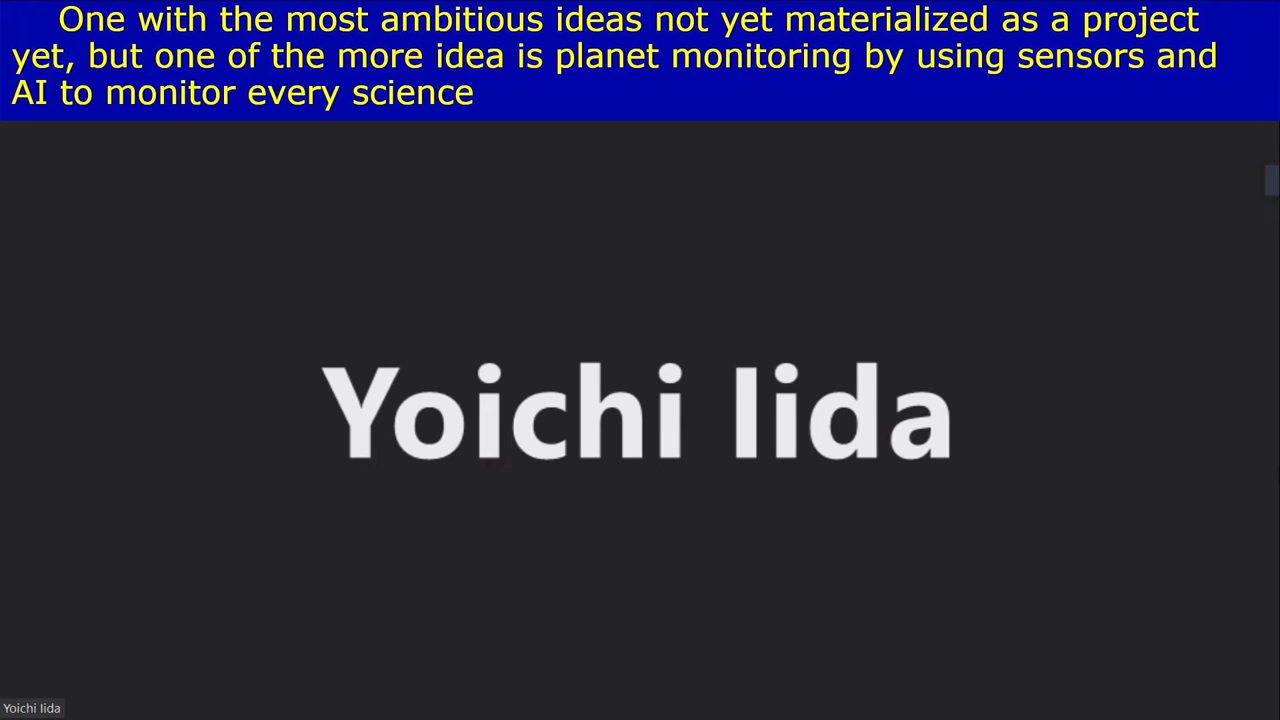 One with the most ambitious ideas not yet materialized as a project
yet, but one of the more idea is planet monitoring by using sensors and
AI to monitor every science
Yoichi Iida
Yoichi Iida